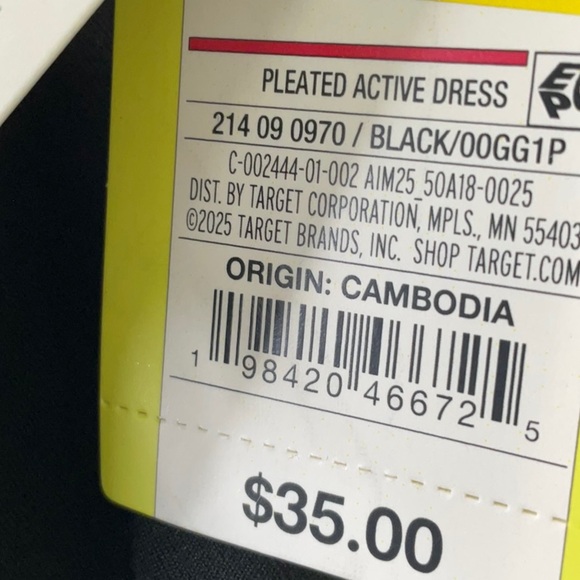 PLEATED ACTIVE DRESS
214 09 0970 / BLACK/00GG1P
C-002444-01-002 AIM25_50A18-0025
DIST. BY TARGET CORPORATION, MPLS., MN 55403
©2025 TARGET BRANDS, INC. SHOP TARGET.COM
ORIGIN: CAMBODIA
1 98420 46672 5
$35.00